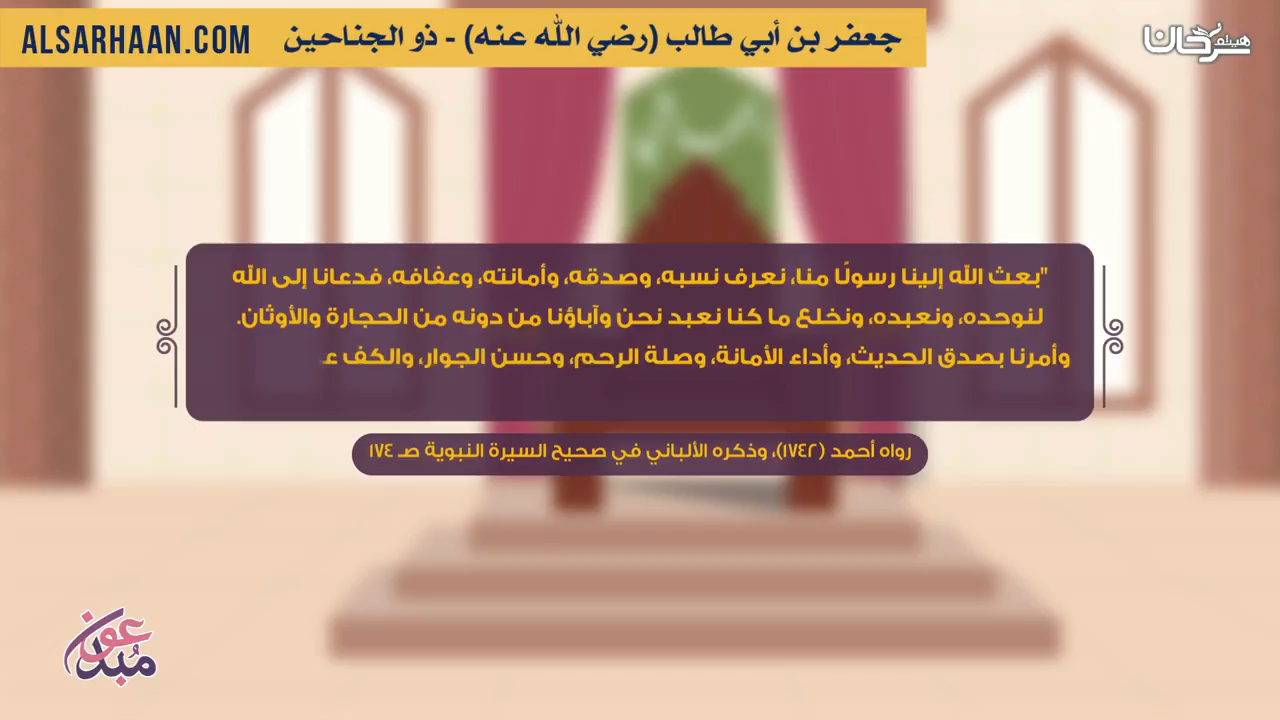 ALSARHAAN.COM
جعفر بن أبي طالب (رضي الله عنه) - ذو الجناحين
هيثم سرحان
"بعث الله إلينا رسولًا منا، نعرف نسبه، وصدقه، وأمانته، وعفافه، فدعانا إلى الله
لنوحده، ونعبده، ونخلع ما كنا نعبد نحن وآباؤنا من دونه من الحجارة والأوثان.
وأمرنا بصدق الحديث، وأداء الأمانة، وصلة الرحم، وحسن الجوار، والكف عـ
رواه أحمد (١٧٤٢)، وذكره الألباني في صحيح السيرة النبوية صـ ١٧٤
مُبدعون